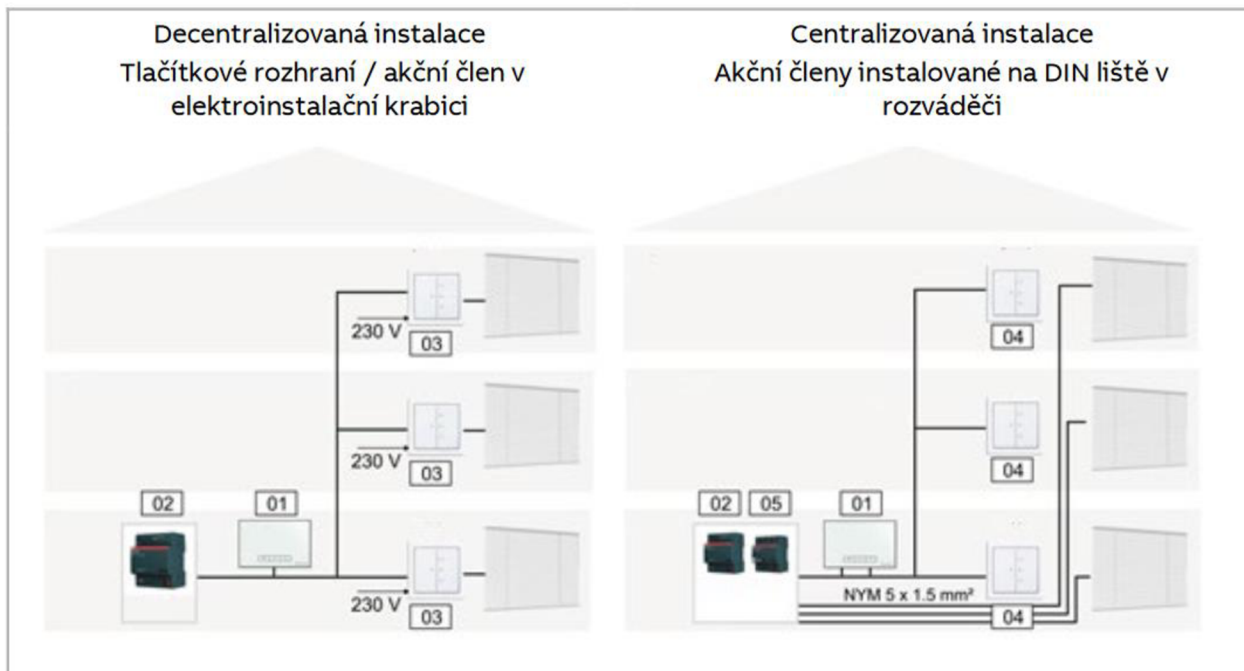 Decentralizovaná instalace
Tlačítkové rozhraní / akční člen v
elektroinstalační krabici
230 V
03
230 V
03
02
01
230 V
03
Centralizovaná instalace
Akční členy instalované na DIN liště v
rozváděči
04
04
02
05
01
NYM 5 x 1.5 mm²
04